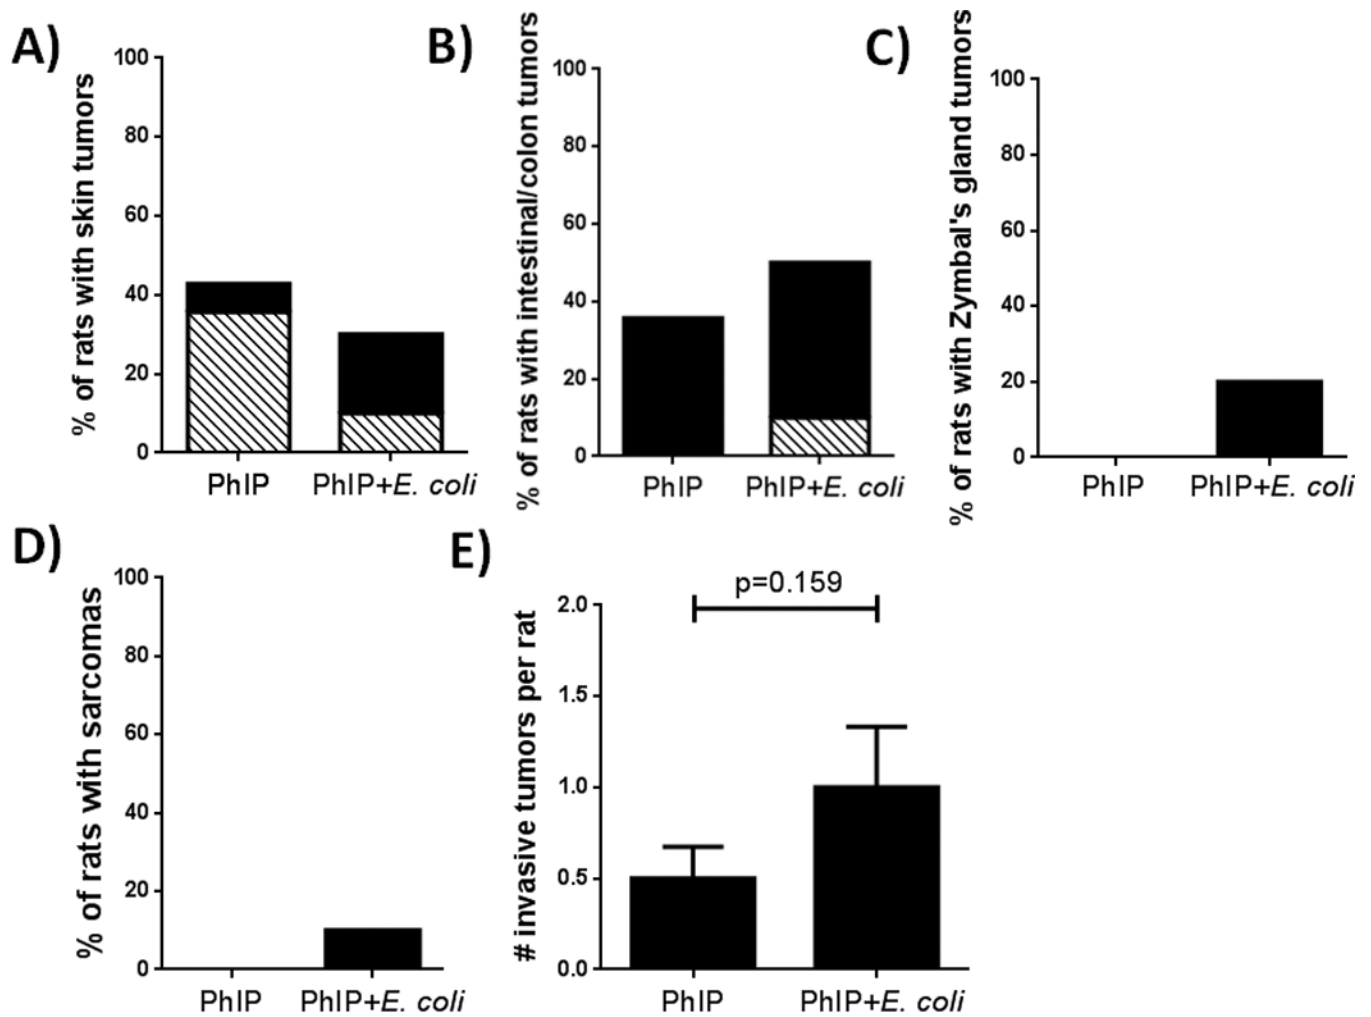 A)
% of rats with skin tumors
100
80
60
40
20
0
PhIP
PhIP+E. coli
B)
% of rats with intestinal/colon tumors
100
80
60
40
20
0
PhIP
PhIP+E. coli
C)
% of rats with Zymbal's gland tumors
100
80
60
40
20
0
PhIP
PhIP+E. coli
D)
% of rats with sarcomas
100
80
60
40
20
0
PhIP
PhIP+E. coli
E)
# invasive tumors per rat
p=0.159
2.0
1.5
1.0
0.5
0.0
PhIP
PhIP+E. coli